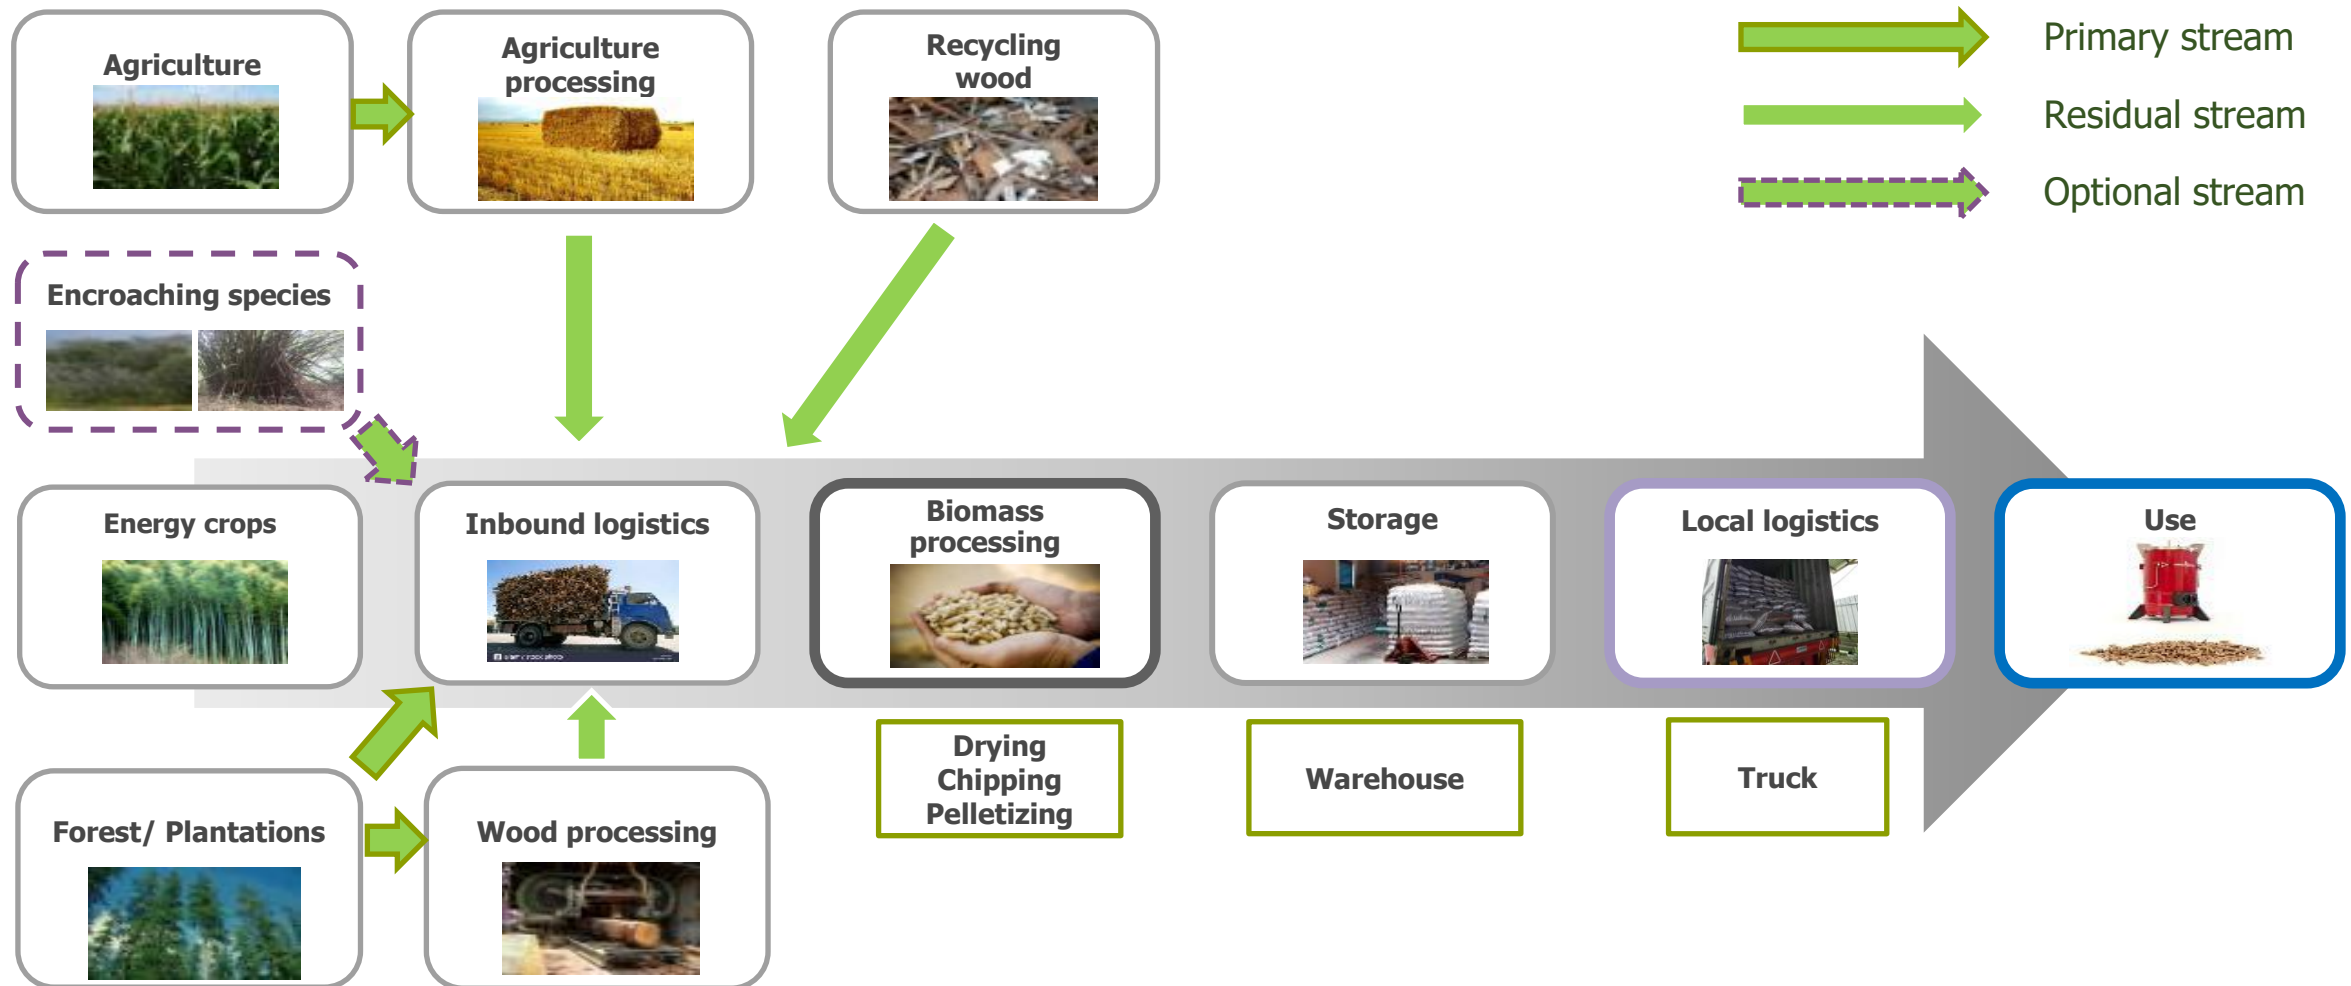 Agriculture
Agriculture
processing
Recycling
wood
Primary stream
Residual stream
Optional stream
Encroaching species
Energy crops
Inbound logistics
Biomass
processing
Storage
Local logistics
Use
Drying
Chipping
Pelletizing
Warehouse
Truck
Forest/ Plantations
Wood processing